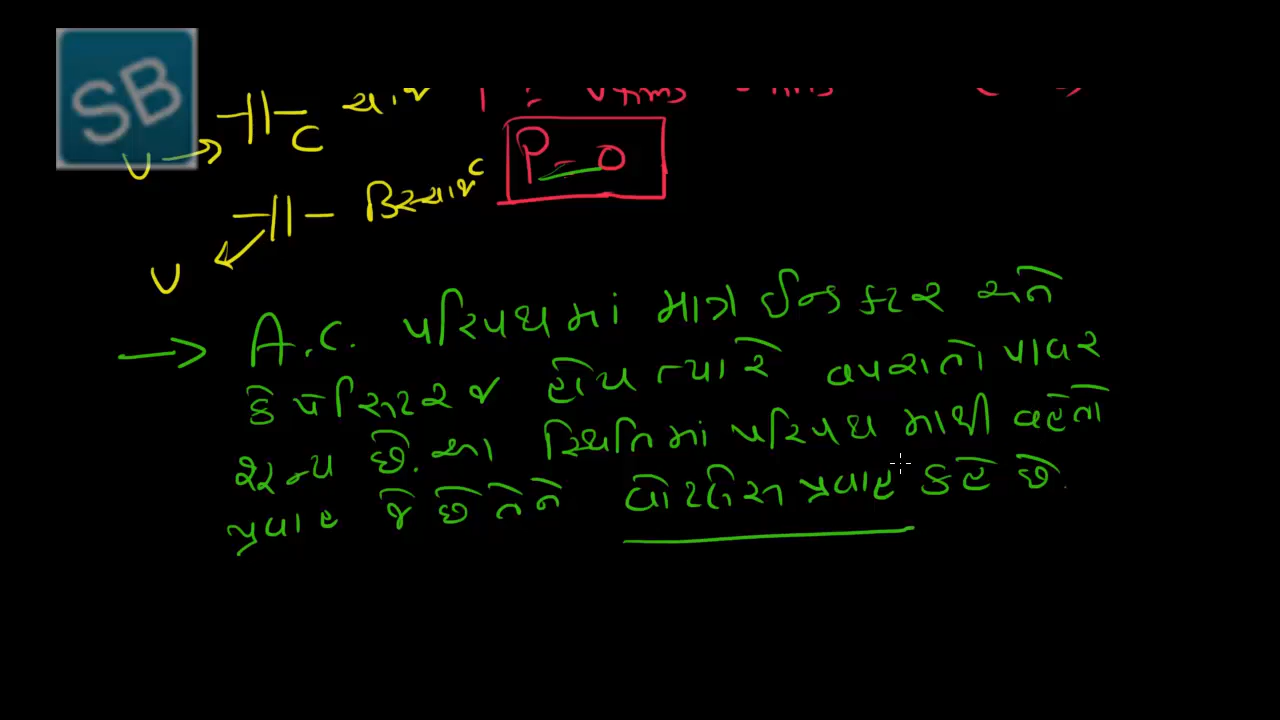 SB
C ચાર્જ
U
P = 0
ડિસ્ચાર્જ
U
→ A.C. પરિપથમાં માત્ર ઈન્ડક્ટર અને
કેપેસિટર જ હોય ત્યારે વપરાતો પાવર
શૂન્ય છે. આ સ્થિતિમાં પરિપથ માથી વહેતો
પ્રવાહ જે છે તેને વોટલેસ પ્રવાહ કહે છે.